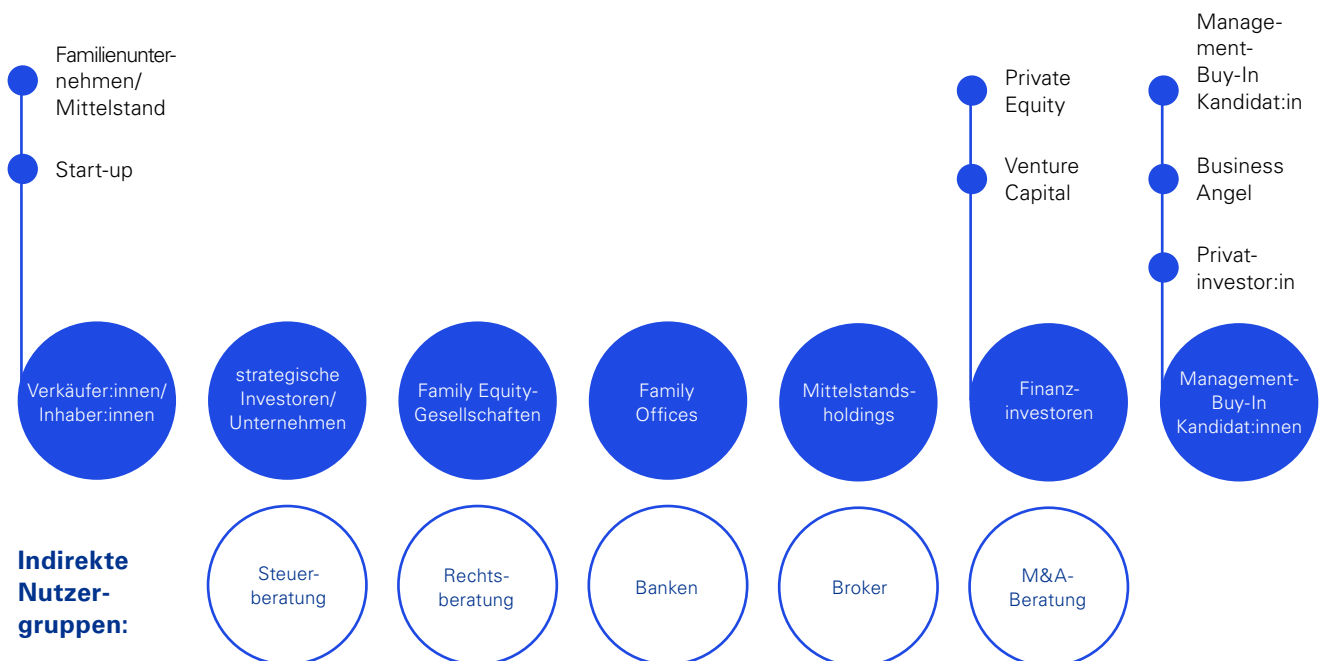 Familienunter-
nehmen/
Mittelstand
Start-up
Private
Equity
Venture
Capital
Manage-
ment-
Buy-In
Kandidat:in
Business
Angel
Privat-
investor:in
Verkäufer:innen/
Inhaber:innen
strategische
Investoren/
Unternehmen
Family Equity-
Gesellschaften
Family
Offices
Mittelstands-
holdings
Finanz-
investoren
Management-
Buy-In
Kandidat:innen
Indirekte
Nutzer-
gruppen:
Steuer-
beratung
Rechts-
beratung
Banken
Broker
M&A-
Beratung